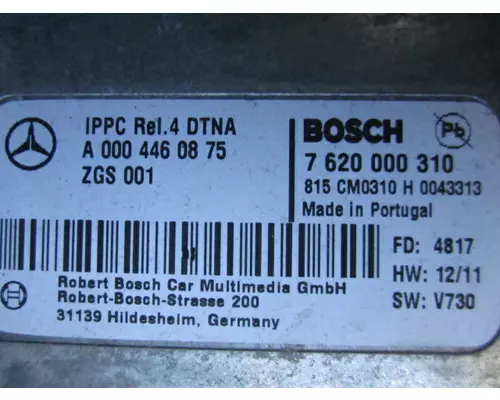 IPPC Rel.4 DTNA
A 000 446 08 75
ZGS 001
BOSCH
Pb
7 620 000 310
815 CM0310 H 0043313
Made in Portugal
FD: 4817
HW: 12/11
SW: V730
Robert Bosch Car Multimedia GmbH
Robert-Bosch-Strasse 200
31139 Hildesheim, Germany